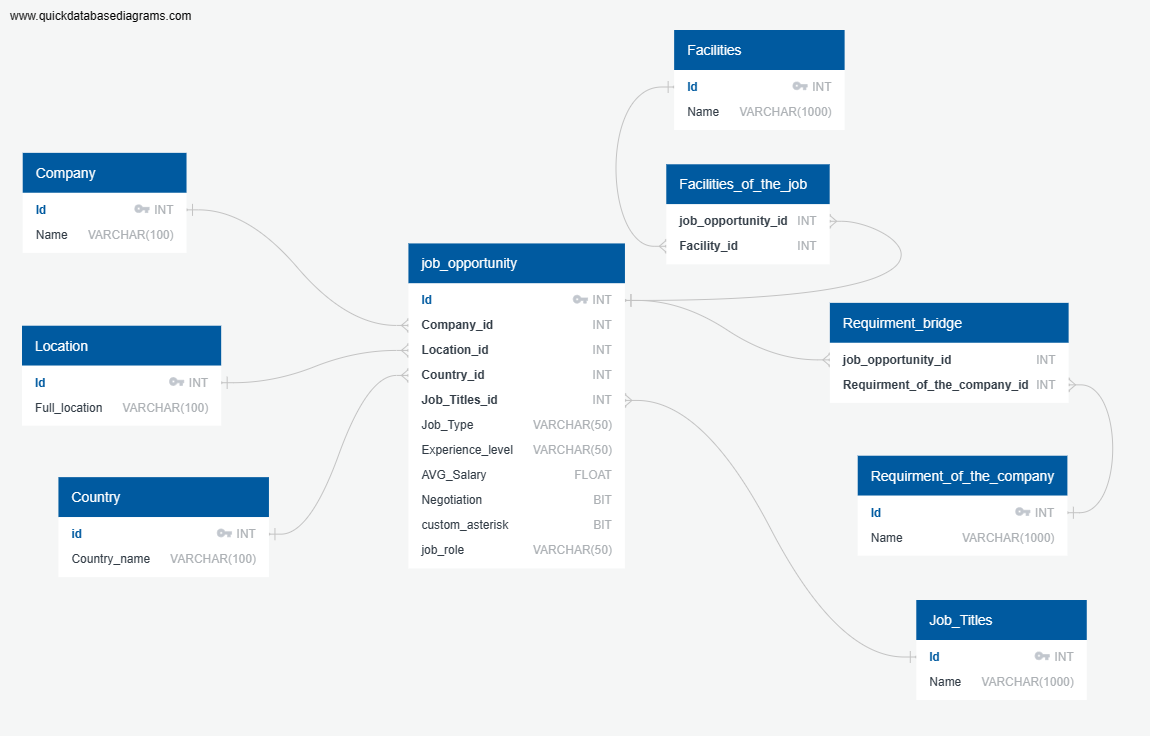 www.quickdatabasediagrams.com
Facilities
Id INT
Name VARCHAR(1000)
Company
Id INT
Name VARCHAR(100)
Facilities_of_the_job
job_opportunity_id INT
Facility_id INT
job_opportunity
Id INT
Company_id INT
Location_id INT
Country_id INT
Job_Titles_id INT
Job_Type VARCHAR(50)
Experience_level VARCHAR(50)
AVG_Salary FLOAT
Negotiation BIT
custom_asterisk BIT
job_role VARCHAR(50)
Location
Id INT
Full_location VARCHAR(100)
Country
id INT
Country_name VARCHAR(100)
Requirment_bridge
job_opportunity_id INT
Requirment_of_the_company_id INT
Requirment_of_the_company
Id INT
Name VARCHAR(1000)
Job_Titles
Id INT
Name VARCHAR(1000)